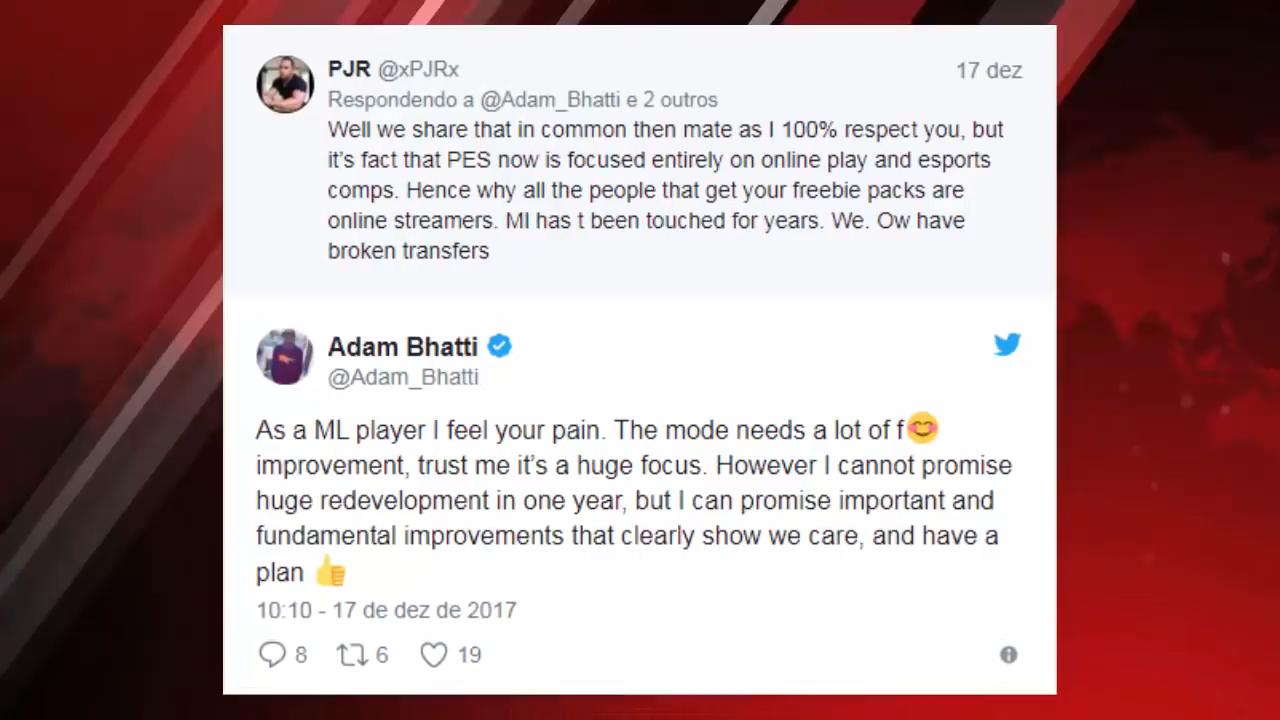 PJR @xPJRx 17 dez
Respondendo a @Adam_Bhatti e 2 outros
Well we share that in common then mate as I 100% respect you, but
it's fact that PES now is focused entirely on online play and esports
comps. Hence why all the people that get your freebie packs are
online streamers. Ml has t been touched for years. We. Ow have
broken transfers
Adam Bhatti
@Adam_Bhatti
As a ML player I feel your pain. The mode needs a lot of f😊
improvement, trust me it's a huge focus. However I cannot promise
huge redevelopment in one year, but I can promise important and
fundamental improvements that clearly show we care, and have a
plan 👍
10:10 - 17 de dez de 2017
8 6 19